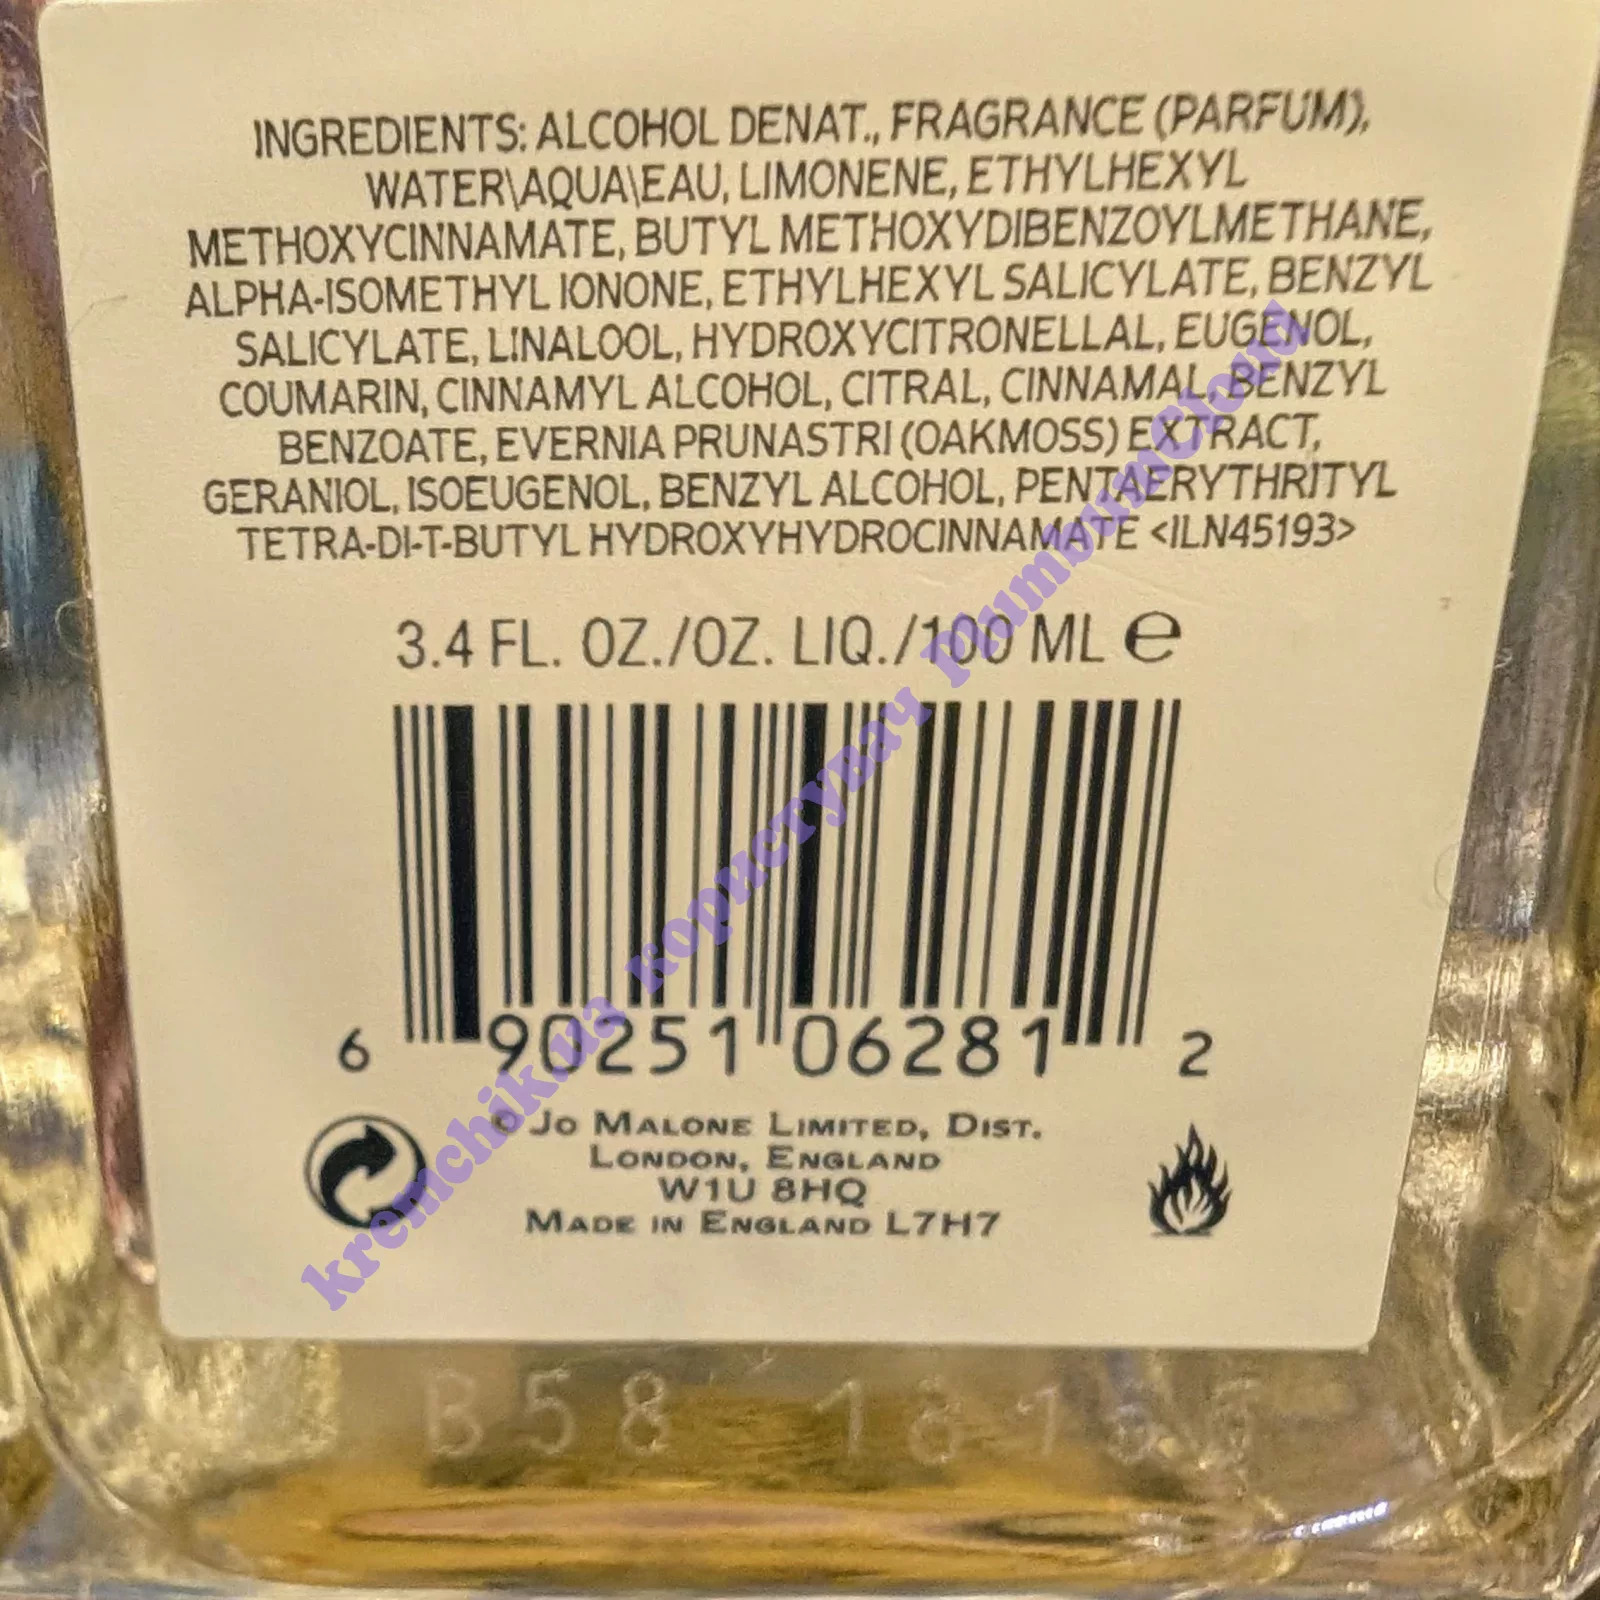 INGREDIENTS: ALCOHOL DENAT., FRAGRANCE (PARFUM),
WATER\AQUA\EAU, LIMONENE, ETHYLHEXYL
METHOXYCINNAMATE, BUTYL METHOXYDIBENZOYLMETHANE,
ALPHA-ISOMETHYL IONONE, ETHYLHEXYL SALICYLATE, BENZYL
SALICYLATE, LINALOOL, HYDROXYCITRONELLAL, EUGENOL,
COUMARIN, CINNAMYL ALCOHOL, CITRAL, CINNAMAL, BENZYL
BENZOATE, EVERNIA PRUNASTRI (OAKMOSS) EXTRACT,
GERANIOL, ISOEUGENOL, BENZYL ALCOHOL, PENTAERYTHRITYL
TETRA-DI-T-BUTYL HYDROXYHYDROCINNAMATE <ILN45193>
3.4 FL. OZ./OZ. LIQ./100 ML ℮
6 90251 06281 2
© JO MALONE LIMITED, DIST.
LONDON, ENGLAND
W1U 8HQ
MADE IN ENGLAND L7H7
kremchik.ua користувач PlumbumCloud
B58